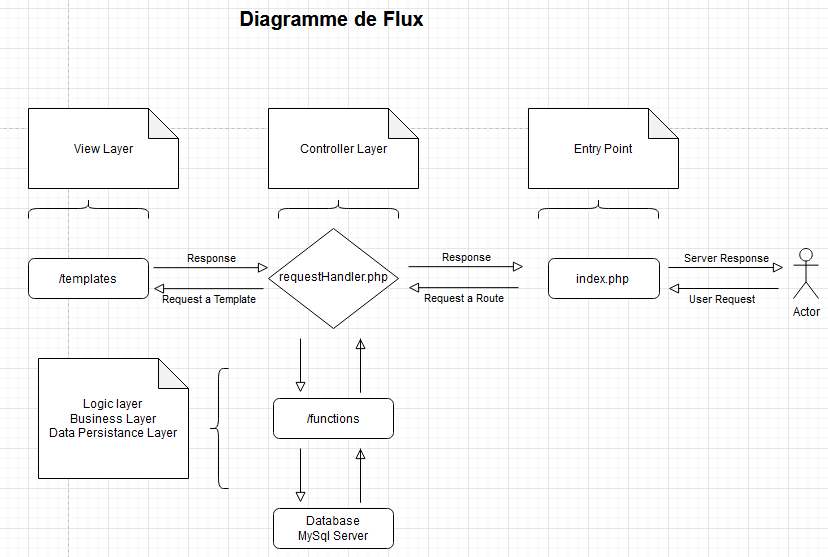 Diagramme de Flux
View Layer
Controller Layer
Entry Point
/templates
Response
Request a Template
requestHandler.php
Response
Request a Route
index.php
Server Response
User Request
Actor
Logic layer
Business Layer
Data Persistance Layer
/functions
Database
MySql Server